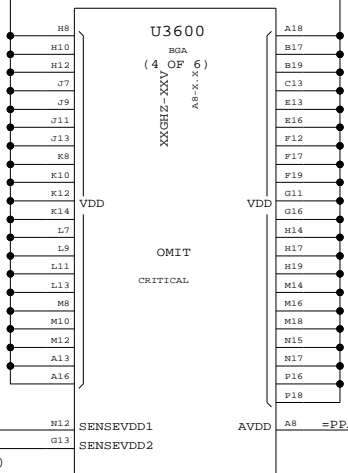 U3600
BGA
(4 OF 6)
XXGHZ-XXV
A8-X.X
H8
H10
H12
J7
J9
J11
J13
K8
K10
K12
K14
L7
L9
L11
L13
M8
M10
M12
A13
A16
VDD
A18
B17
B19
C13
E13
E16
F12
F17
F19
G11
G16
H14
H17
H19
M14
M16
M18
N15
N17
P16
P18
VDD
OMIT
CRITICAL
N12 SENSEVDD1
G13 SENSEVDD2
AVDD A8
)